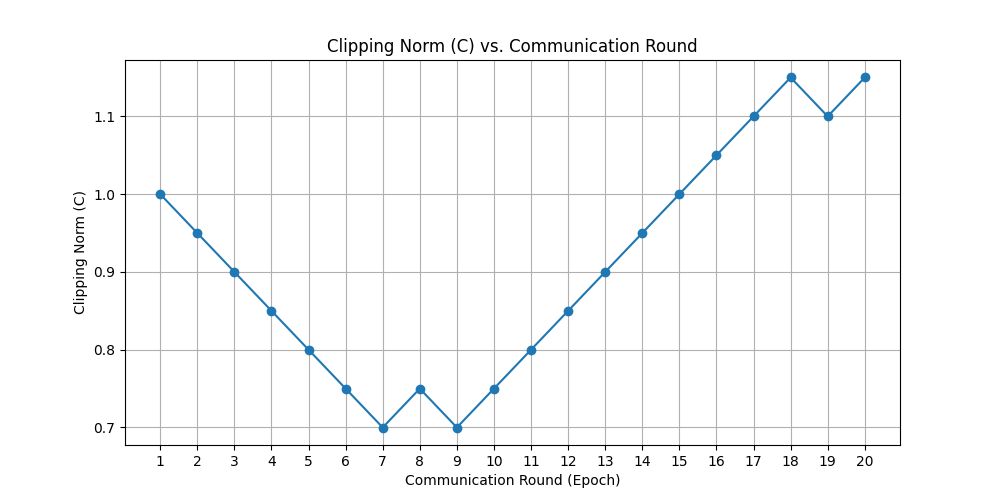 Clipping Norm (C) vs. Communication Round
Clipping Norm (C)
1.1
1.0
0.9
0.8
0.7
1 2 3 4 5 6 7 8 9 10 11 12 13 14 15 16 17 18 19 20
Communication Round (Epoch)